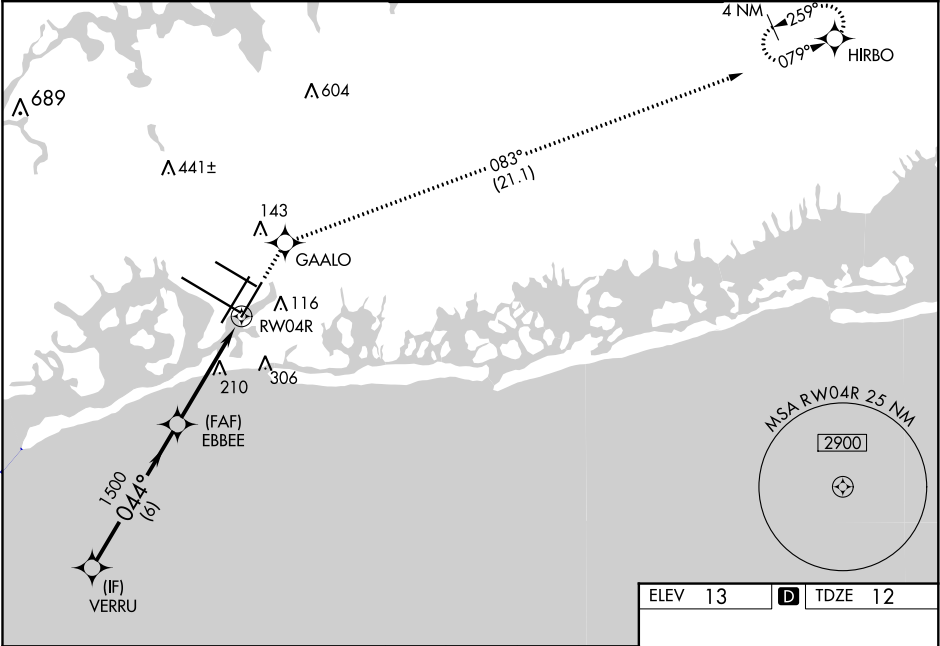 4 NM
259°
079°
HIRBO
604
689
083°
(21.1)
441±
143
GAALO
116
RW04R
306
210
(FAF)
EBBEE
MSA RW04R 25 NM
2900
1500
044°
(6)
(IF)
VERRU
ELEV 13 D TDZE 12